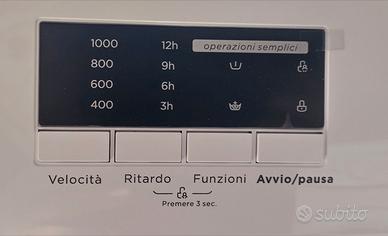 1000 12h operazioni semplici
800 9h
600 6h
400 3h
Velocità Ritardo Funzioni Avvio/pausa
Premere 3 sec.
subito